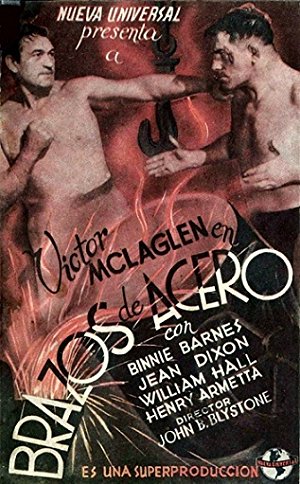 NUEVA UNIVERSAL
presenta
a
Victor
MCLAGLEN en
BRAZOS de ACERO
con
BINNIE BARNES
JEAN DIXON
WILLIAM HALL
HENRY ARMETTA
DIRECTOR
JOHN B. BLYSTONE
ES UNA SUPERPRODUCCION